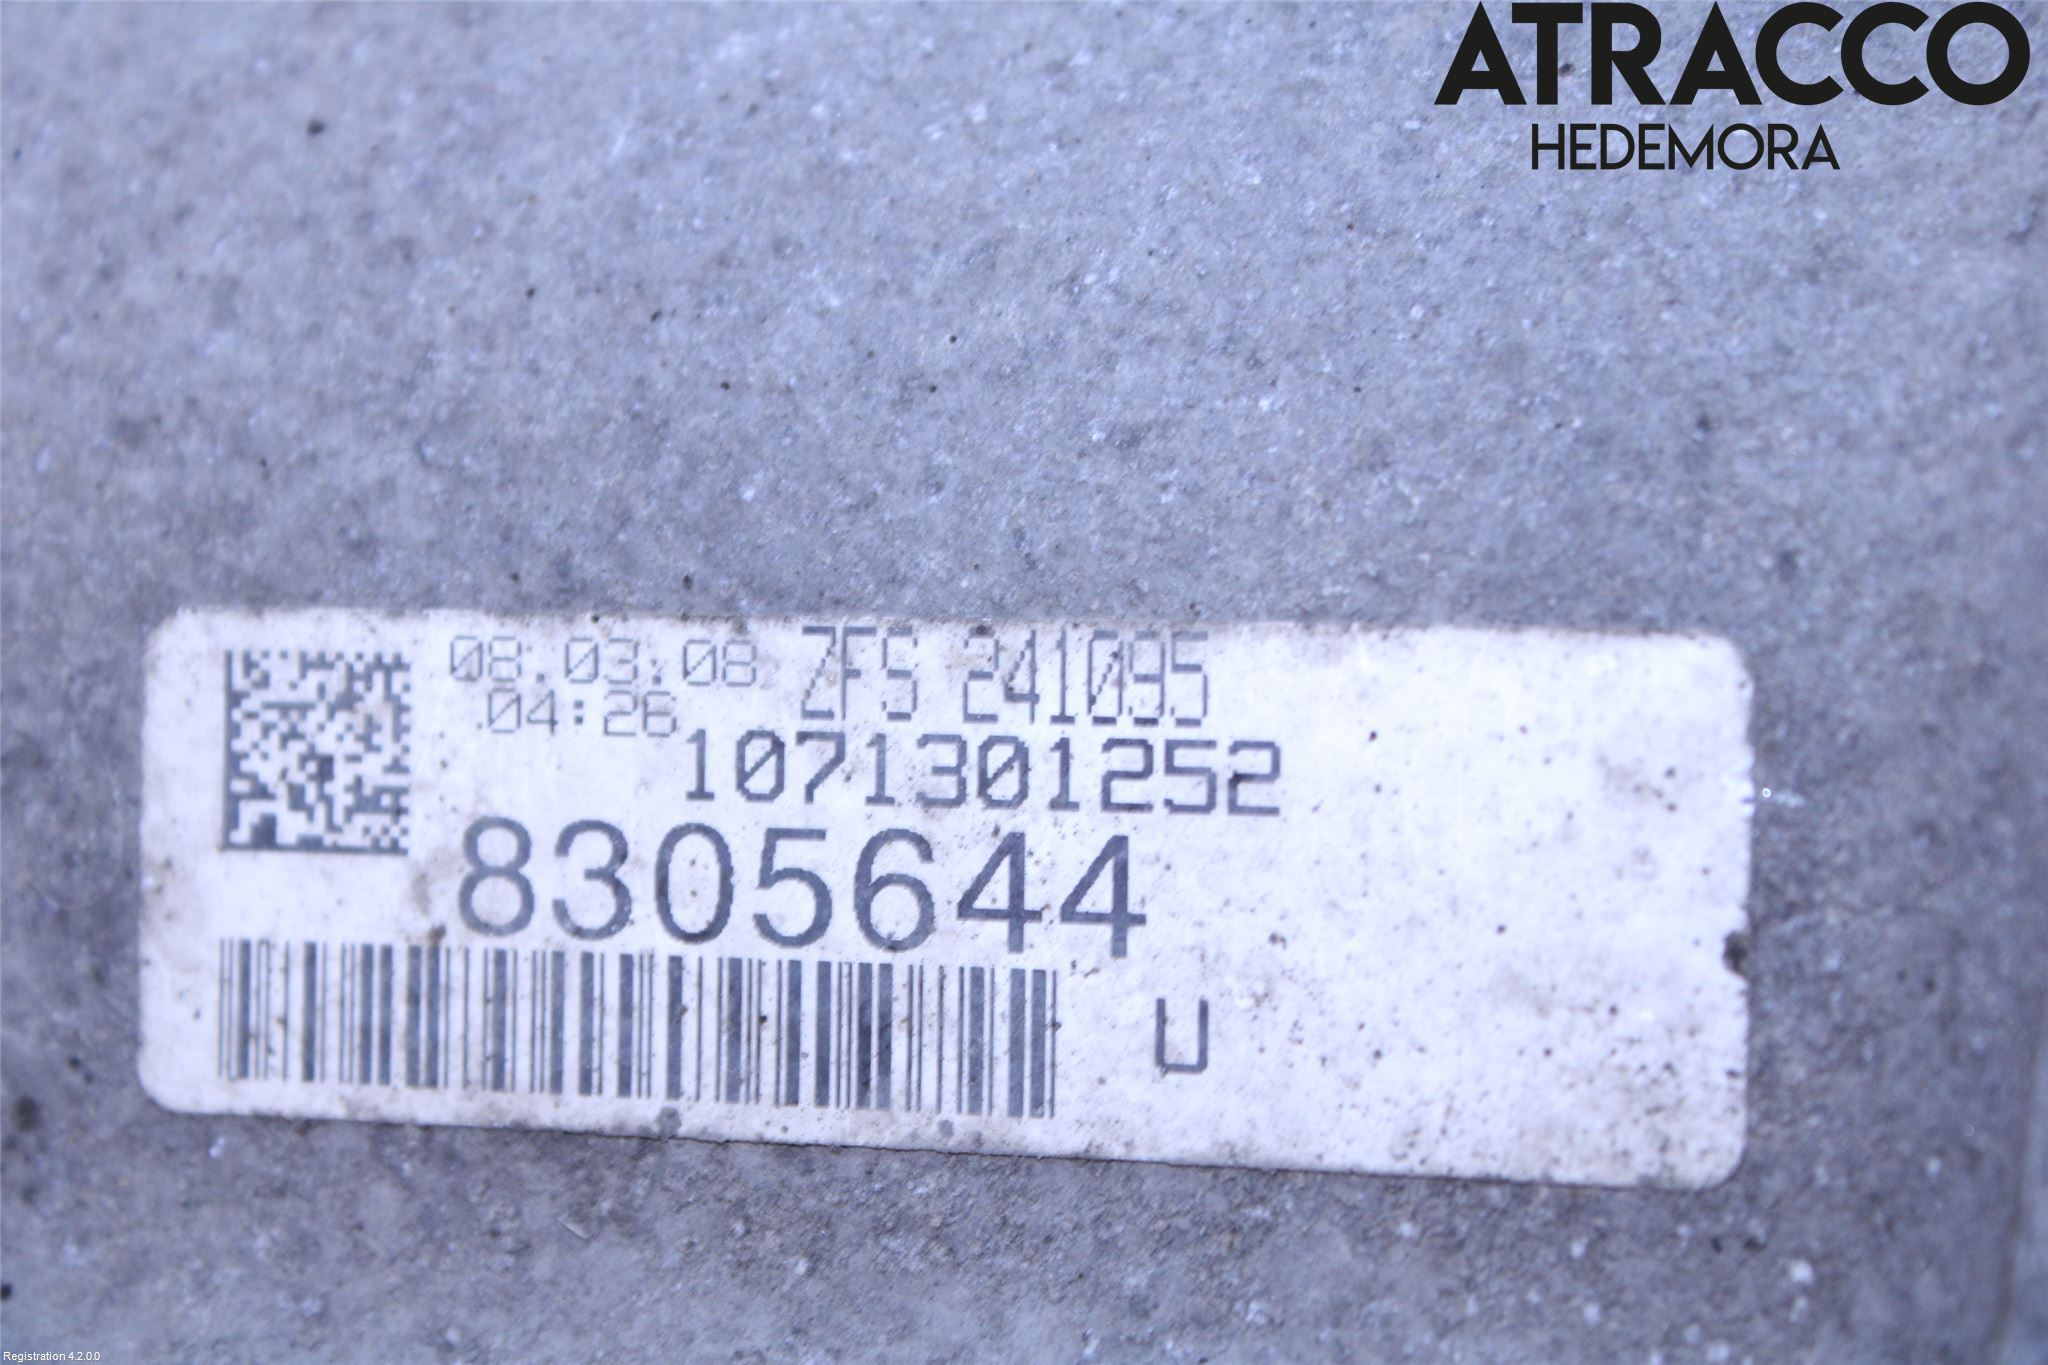 ATRACCO
HEDEMORA
08.03.08 ZFS 241095
.04:26
1071301252
8305644
U
Registration 4.2.0.0